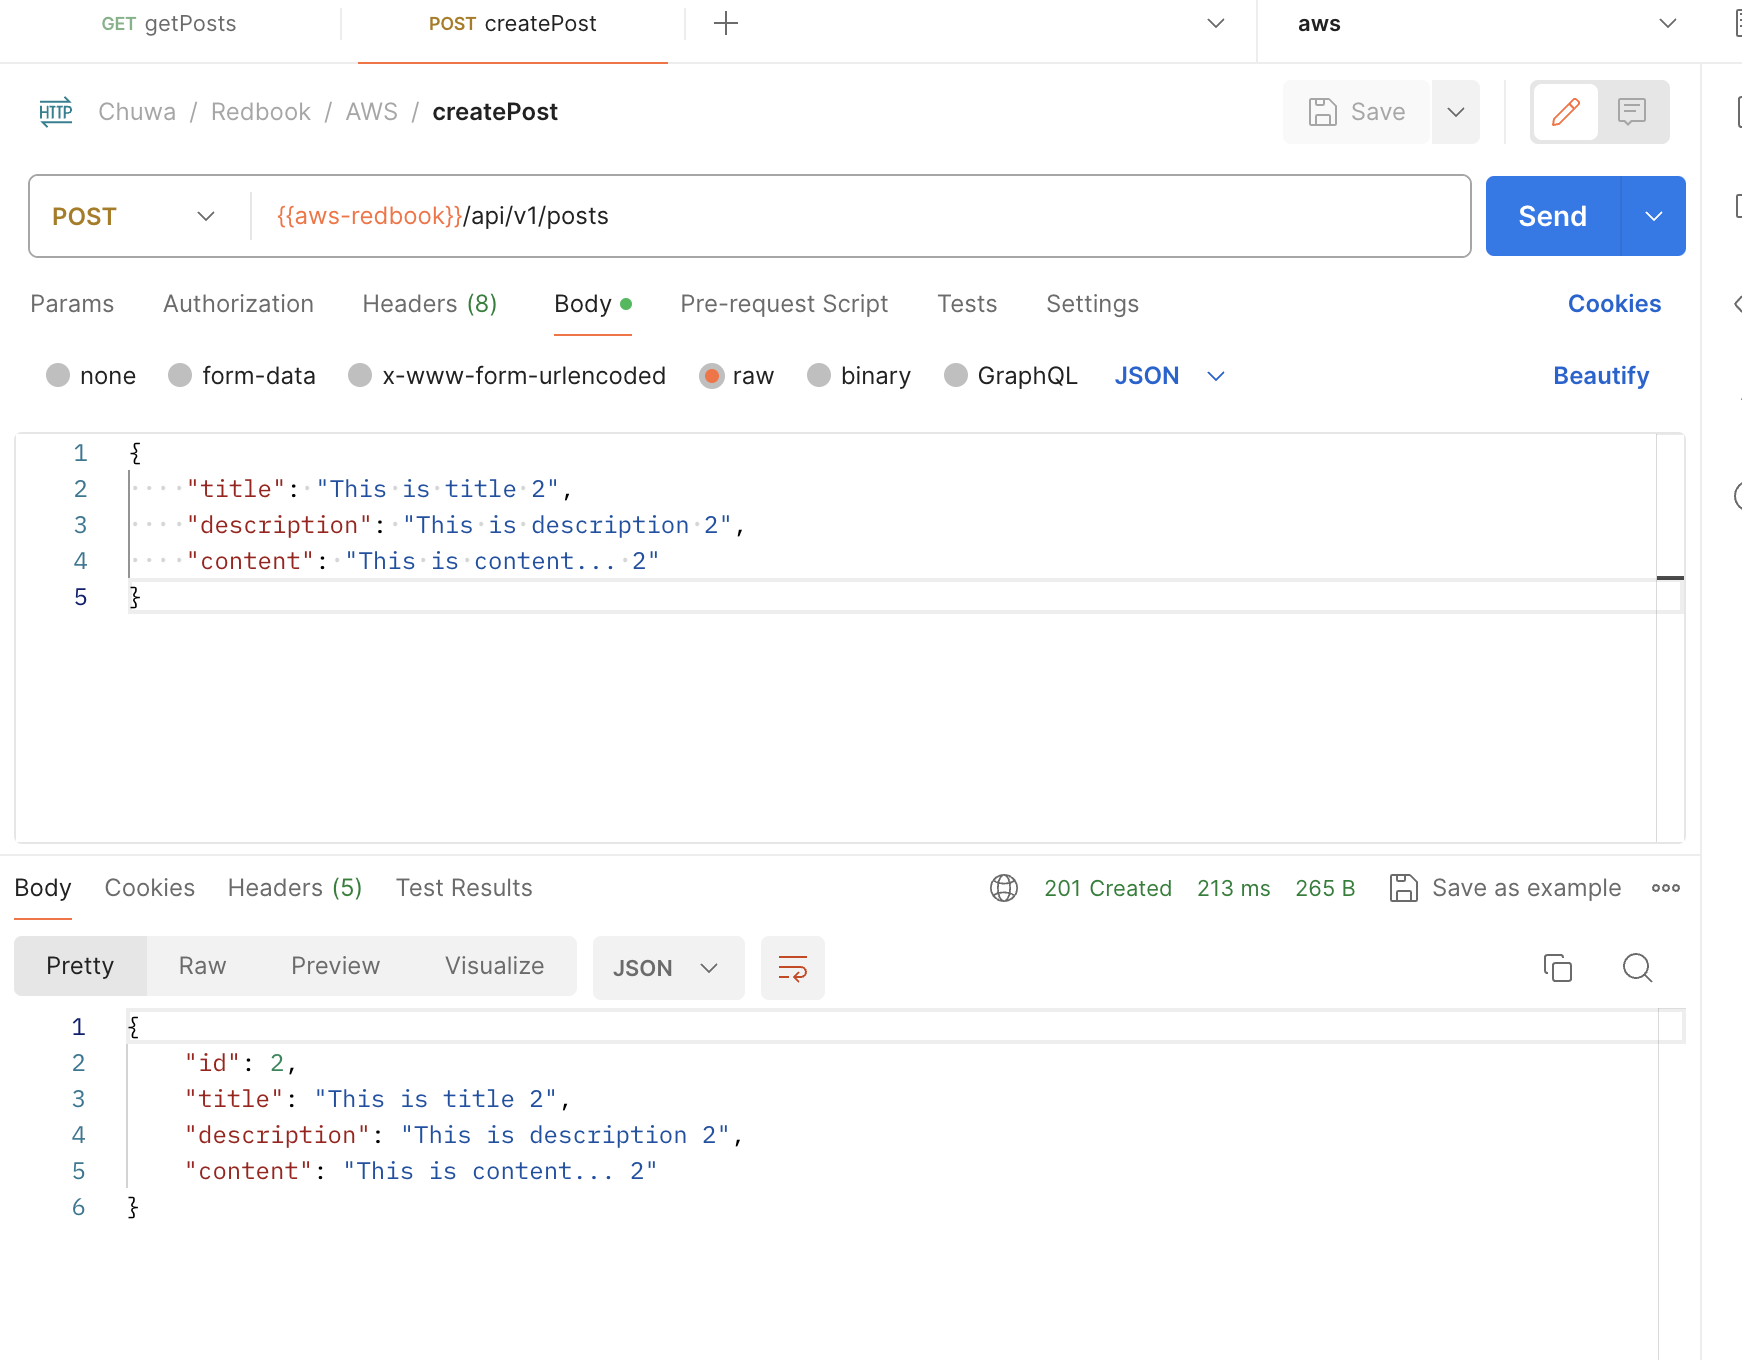 GET getPosts POST createPost aws
HTTP Chuwa / Redbook / AWS / createPost Save
POST {{aws-redbook}}/api/v1/posts Send
Params Authorization Headers (8) Body Pre-request Script Tests Settings Cookies
none form-data x-www-form-urlencoded raw binary GraphQL JSON Beautify
1 {
2 "title": "This is title 2",
3 "description": "This is description 2",
4 "content": "This is content... 2"
5 }
Body Cookies Headers (5) Test Results 201 Created 213 ms 265 B Save as example
Pretty Raw Preview Visualize JSON
1 {
2 "id": 2,
3 "title": "This is title 2",
4 "description": "This is description 2",
5 "content": "This is content... 2"
6 }